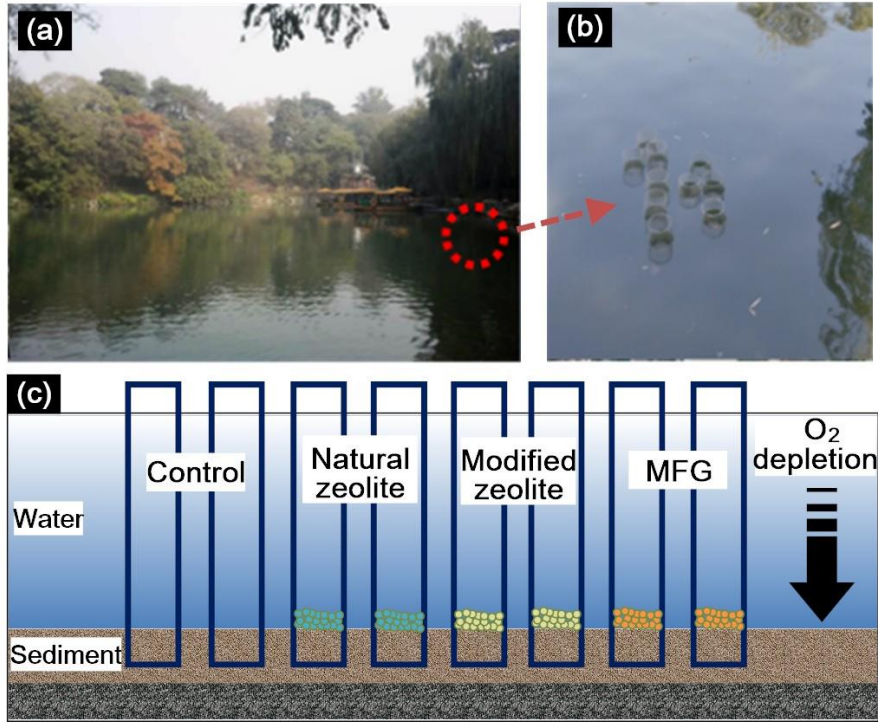 (a)
(b)
(c)
Control
Natural
zeolite
Modified
zeolite
MFG
O₂
depletion
Water
Sediment